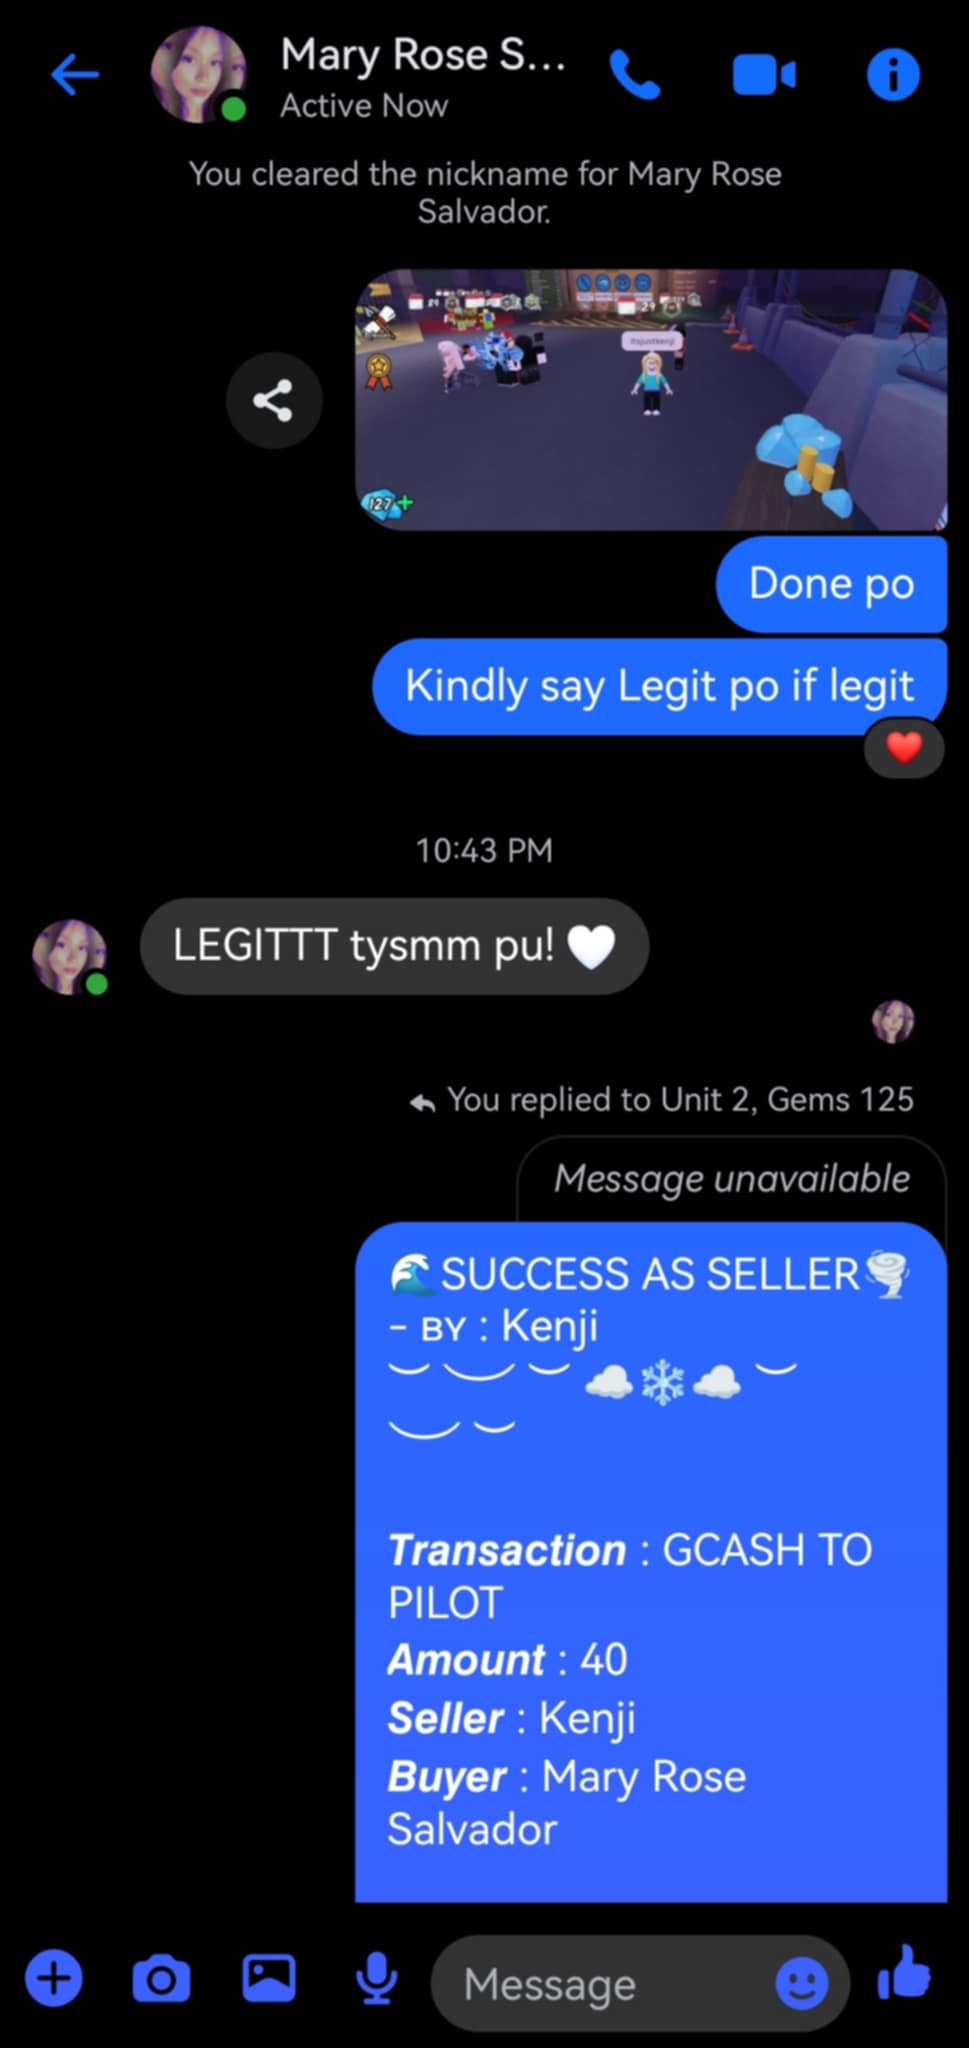 Mary Rose S...
Active Now
You cleared the nickname for Mary Rose
Salvador.
itsjustkenji
127+
Done po
Kindly say Legit po if legit
10:43 PM
LEGITTT tysmm pu! 🤍
You replied to Unit 2, Gems 125
Message unavailable
🌊SUCCESS AS SELLER🌪️
- ʙʏ : Kenji
︶ ︶ ︶ ☁️❄️☁️ ︶
︶ ︶
Transaction : GCASH TO
PILOT
Amount : 40
Seller : Kenji
Buyer : Mary Rose
Salvador
Message